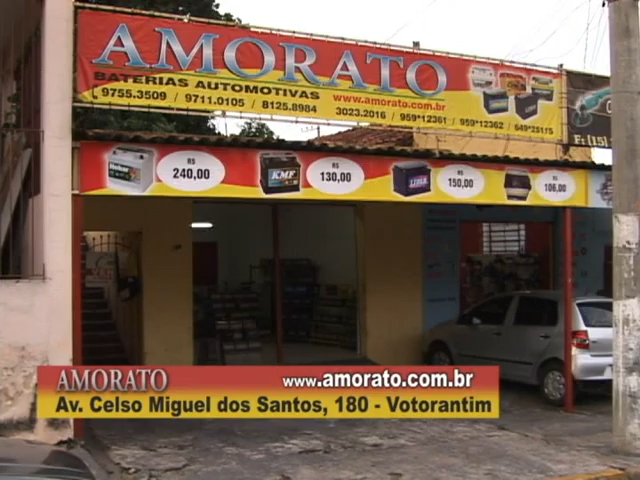 AMORATO
BATERIAS AUTOMOTIVAS
www.amorato.com.br
9755.3509 / 9711.0105 / 8125.8984 / 3023.2016 / 959*12361 / 959*12362 / 649*25115
F: (15)
R$ 240,00
KMF
R$ 130,00
R$ 150,00
R$ 106,00
AMORATO www.amorato.com.br
Av. Celso Miguel dos Santos, 180 - Votorantim